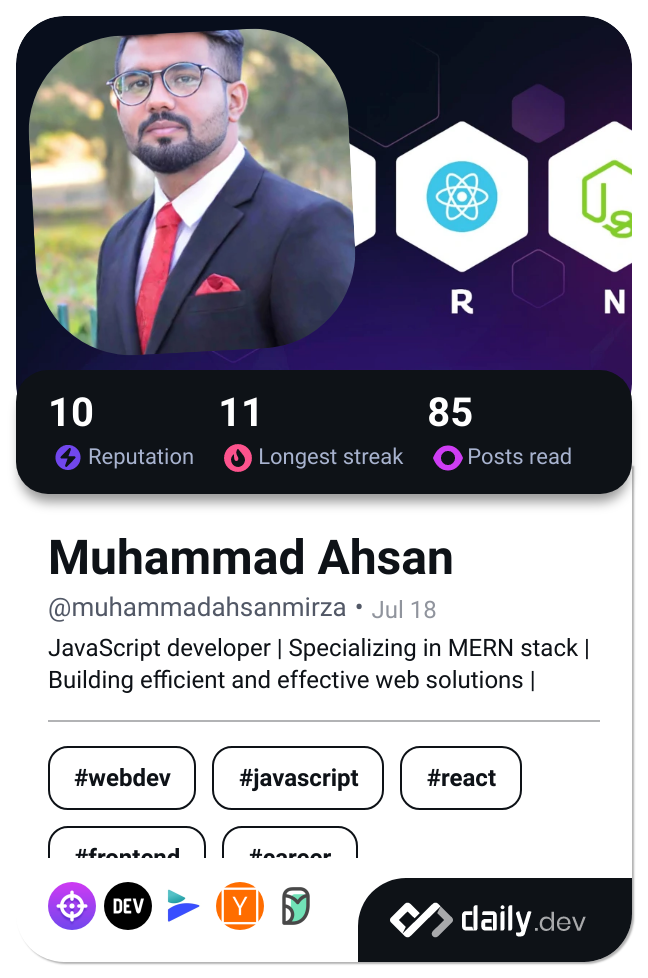 R N
10 11 85
Reputation Longest streak Posts read
Muhammad Ahsan
@muhammadahsanmirza • Jul 18
JavaScript developer | Specializing in MERN stack |
Building efficient and effective web solutions |
#webdev #javascript #react
#frontend #career
DEV Y daily.dev